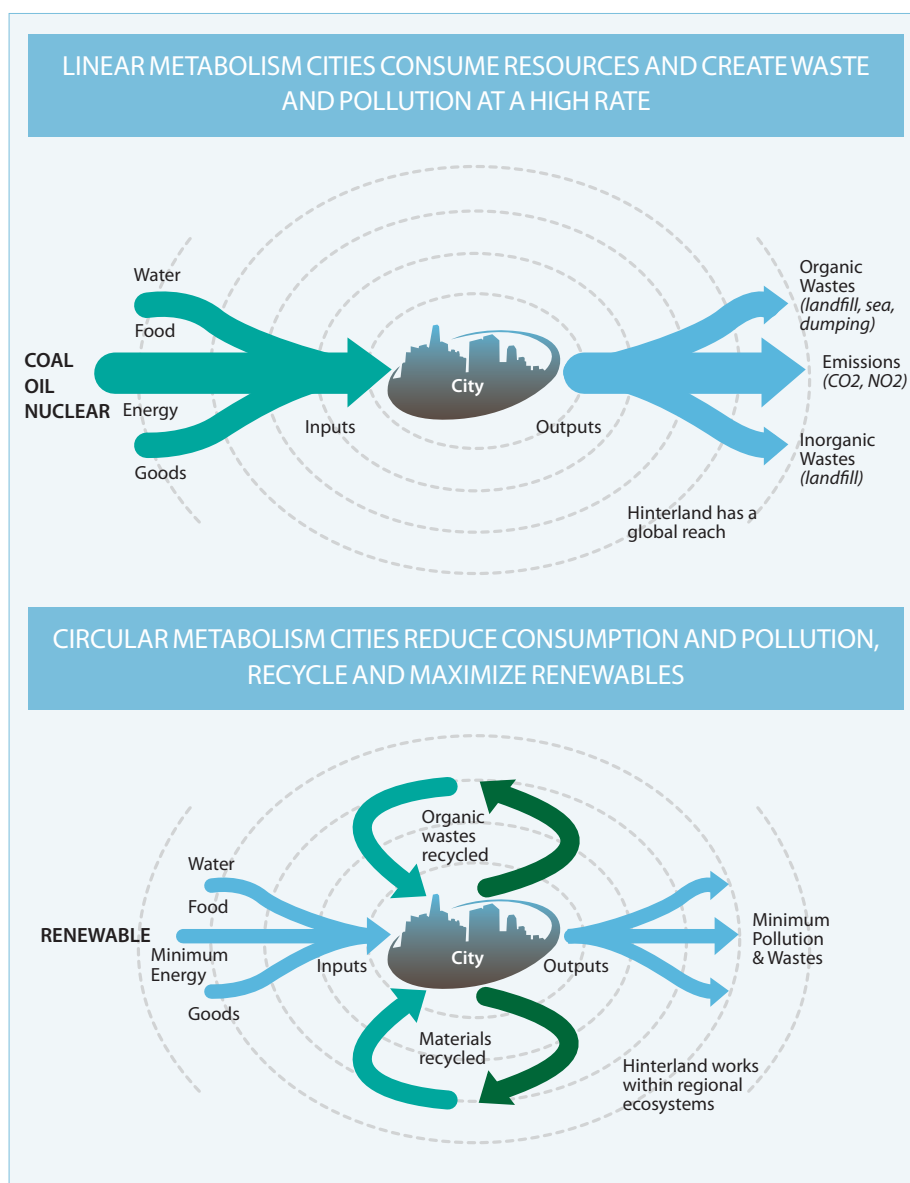 LINEAR METABOLISM CITIES CONSUME RESOURCES AND CREATE WASTE
AND POLLUTION AT A HIGH RATE
Water
Food
COAL
OIL
NUCLEAR
Energy
Goods
Inputs
City
Outputs
Organic
Wastes
(landfill, sea,
dumping)
Emissions
(CO2, NO2)
Inorganic
Wastes
(landfill)
Hinterland has a
global reach
CIRCULAR METABOLISM CITIES REDUCE CONSUMPTION AND POLLUTION,
RECYCLE AND MAXIMIZE RENEWABLES
Organic
wastes
recycled
Water
Food
RENEWABLE
Minimum
Energy
Goods
Inputs
City
Outputs
Minimum
Pollution
& Wastes
Materials
recycled
Hinterland works
within regional
ecosystems